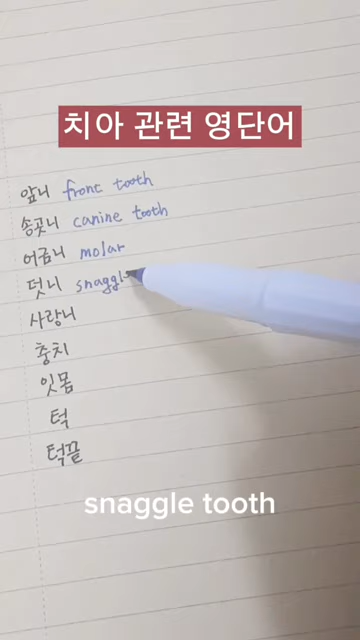 치아 관련 영단어
앞니 front tooth
송곳니 canine tooth
어금니 molar
덧니 snaggl
사랑니
충치
잇몸
턱
턱끝
snaggle tooth